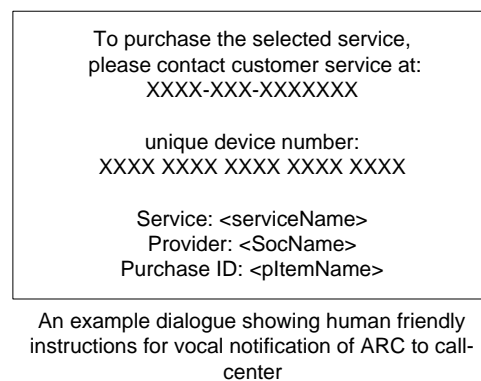 To purchase the selected service,
please contact customer service at:
XXXX-XXX-XXXXXXX
unique device number:
XXXX XXXX XXXX XXXX XXXX
Service: <serviceName>
Provider: <SocName>
Purchase ID: <pItemName>
An example dialogue showing human friendly
instructions for vocal notification of ARC to call-
center